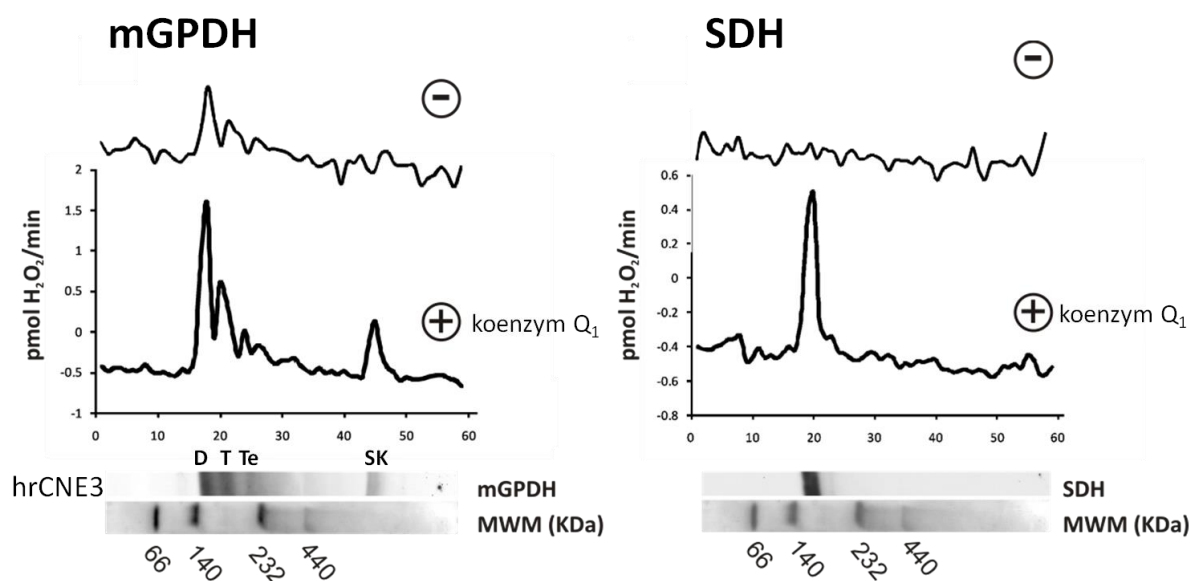 mGPDH
−
2
1.5
1
0.5
0
-0.5
-1
pmol H₂O₂/min
+ koenzym Q₁
0 10 20 30 40 50 60
D T Te SK
hrCNE3
mGPDH
MWM (KDa)
66 140 232 440
SDH
−
0.6
0.4
0.2
0
-0.2
-0.4
-0.6
-0.8
pmol H₂O₂/min
+ koenzym Q₁
0 10 20 30 40 50 60
SDH
MWM (KDa)
66 140 232 440